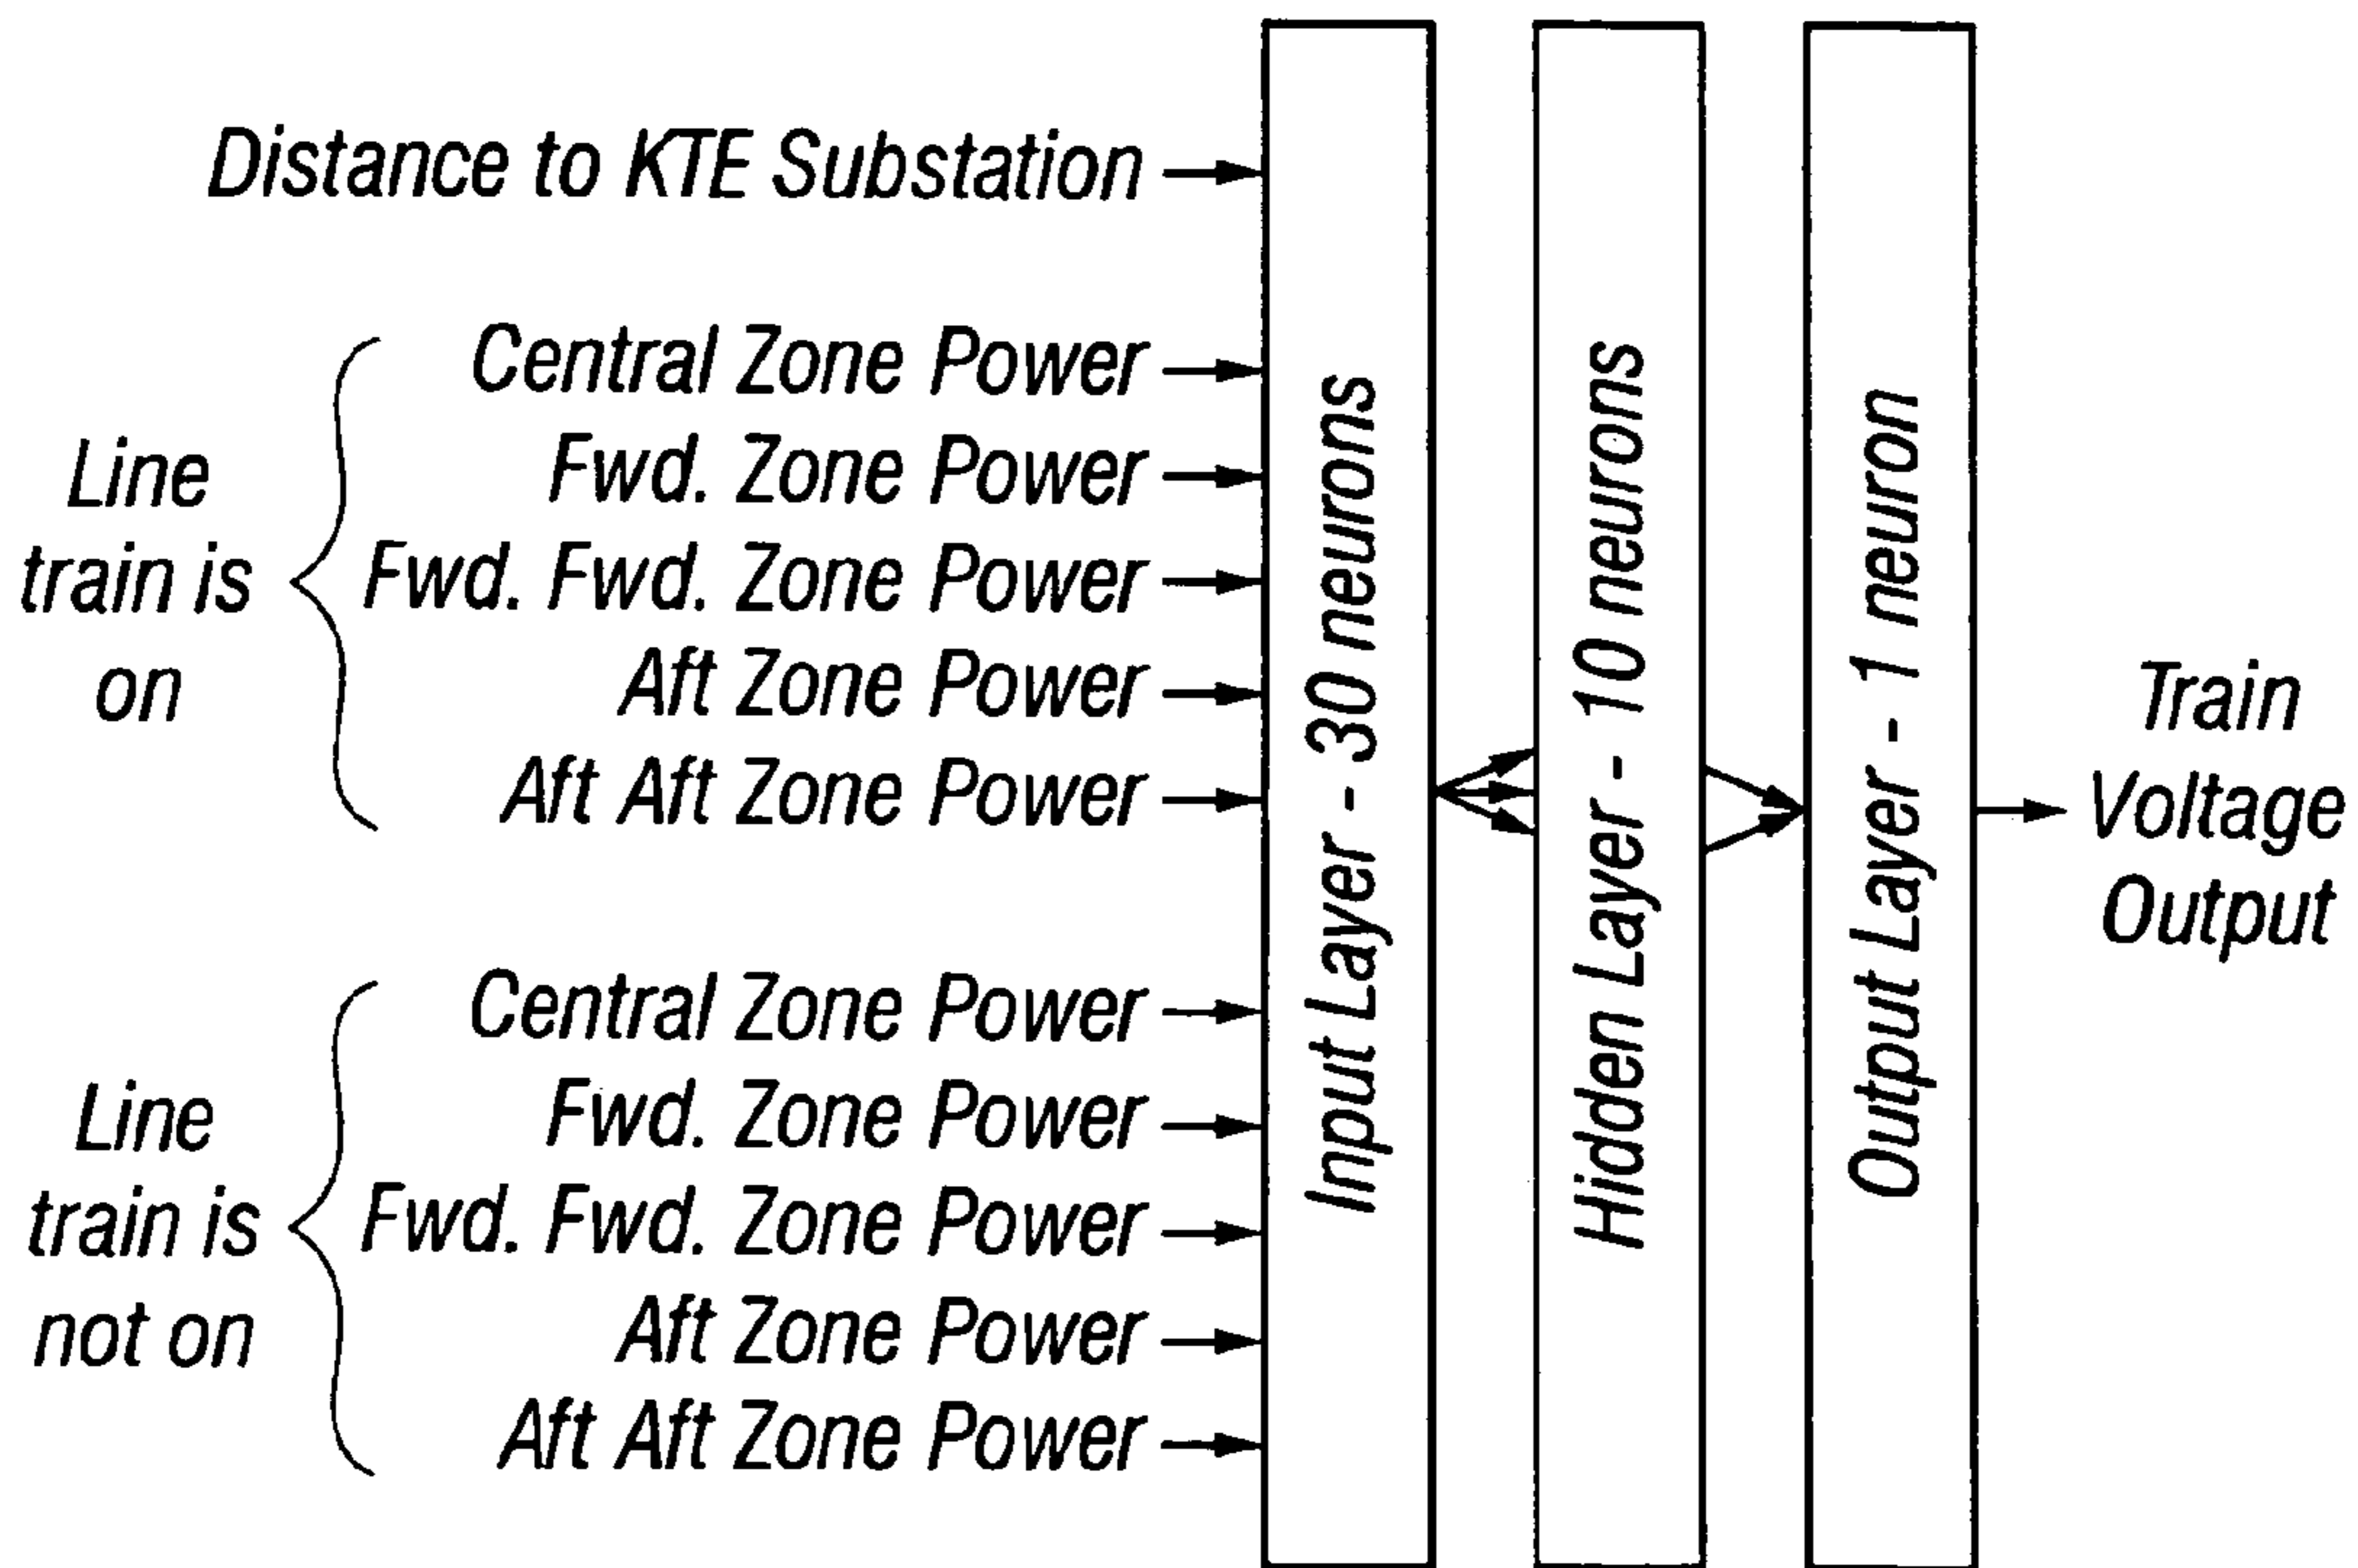 Distance to KTE Substation
Line
train is
on
Central Zone Power
Fwd. Zone Power
Fwd. Fwd. Zone Power
Aft Zone Power
Aft Aft Zone Power
Line
train is
not on
Central Zone Power
Fwd. Zone Power
Fwd. Fwd. Zone Power
Aft Zone Power
Aft Aft Zone Power
Input Layer - 30 neurons
Hidden Layer - 10 neurons
Output Layer - 1 neuron
Train
Voltage
Output